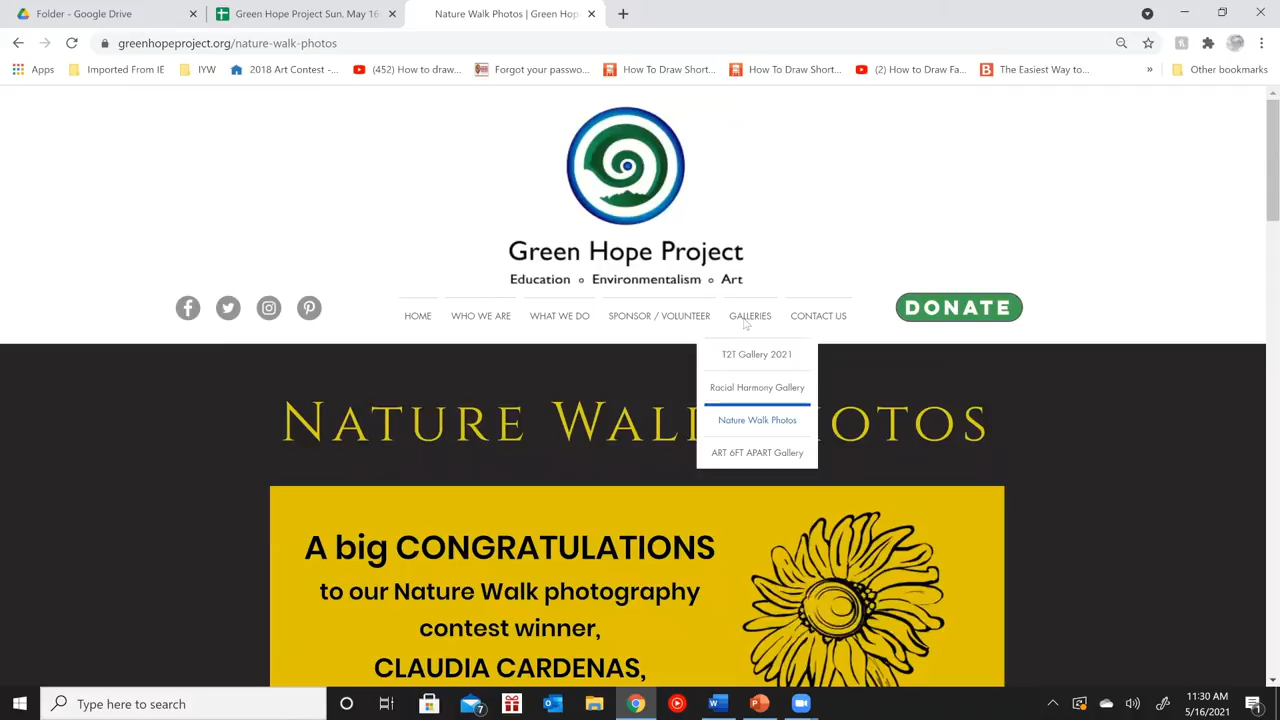 Folder - Google Drive
Green Hope Project Sun. May 16
Nature Walk Photos | Green Hop
greenhopeproject.org/nature-walk-photos
Apps
Imported From IE
IYW
2018 Art Contest -...
(452) How to draw...
Forgot your passwo...
How To Draw Short...
How To Draw Short...
(2) How to Draw Fa...
The Easiest Way to...
»
Other bookmarks
Green Hope Project
Education o Environmentalism o Art
HOME
WHO WE ARE
WHAT WE DO
SPONSOR / VOLUNTEER
GALLERIES
CONTACT US
DONATE
T2T Gallery 2021
Racial Harmony Gallery
Nature Walk Photos
ART 6FT APART Gallery
NATURE WAL HOTOS
A big CONGRATULATIONS
to our Nature Walk photography
contest winner,
CLAUDIA CARDENAS,
Type here to search
7
11:30 AM
5/16/2021
1